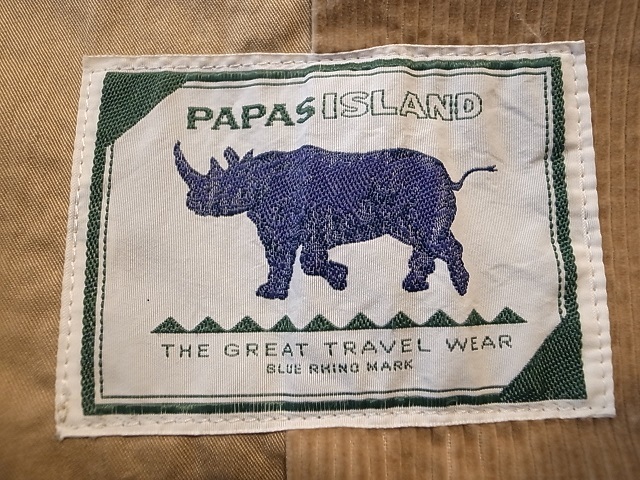 PAPAS ISLAND
THE GREAT TRAVEL WEAR
BLUE RHINO MARK